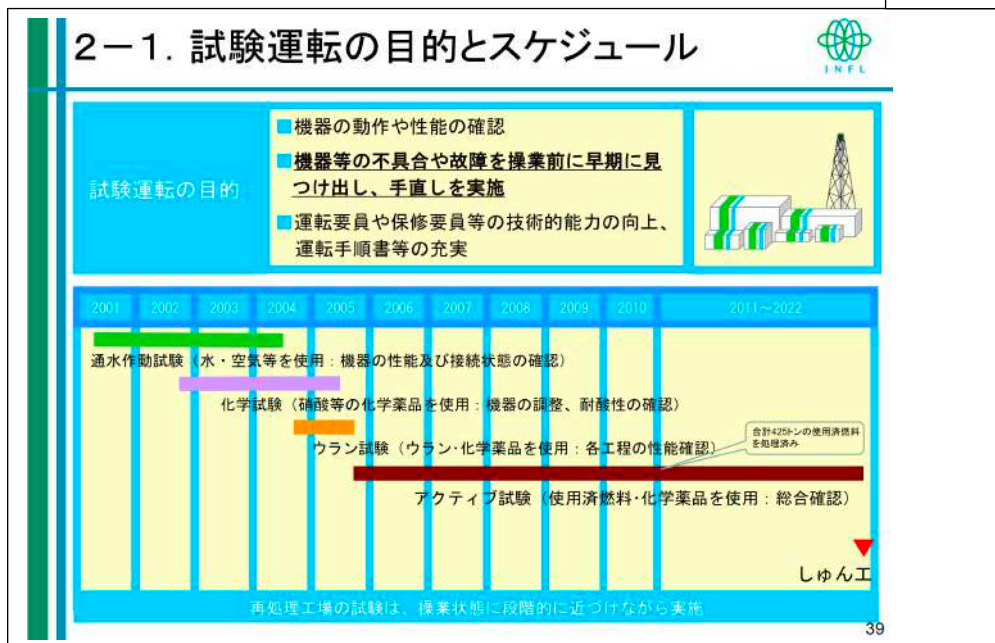 2-1. 試験運転の目的とスケジュール
INFL
試験運転の目的
■機器の動作や性能の確認
■機器等の不具合や故障を操業前に早期に見
つけ出し、手直しを実施
■運転要員や保修要員等の技術的能力の向上、
運転手順書等の充実
2001 2002 2003 2004 2005 2006 2007 2008 2009 2010 2011～2022
通水作動試験（水・空気等を使用：機器の性能及び接続状態の確認）
化学試験（硝酸等の化学薬品を使用：機器の調整、耐酸性の確認）
合計425トンの使用済燃料
を処理済み
ウラン試験（ウラン・化学薬品を使用：各工程の性能確認）
アクティブ試験（使用済燃料・化学薬品を使用：総合確認）
しゅん工
再処理工場の試験は、操業状態に段階的に近づけながら実施
39